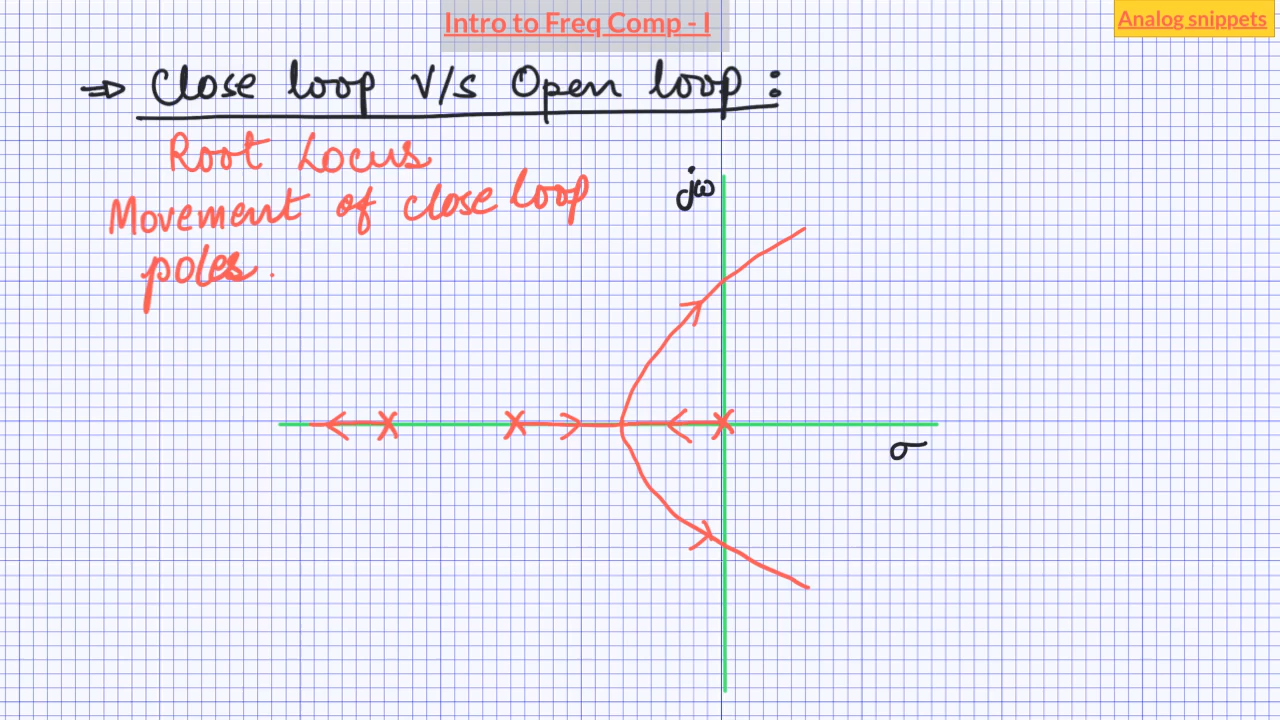 Intro to Freq Comp - I
Analog snippets
⇒ Close loop V/s Open loop :
Root Locus
Movement of close loop
poles.
jω
σ